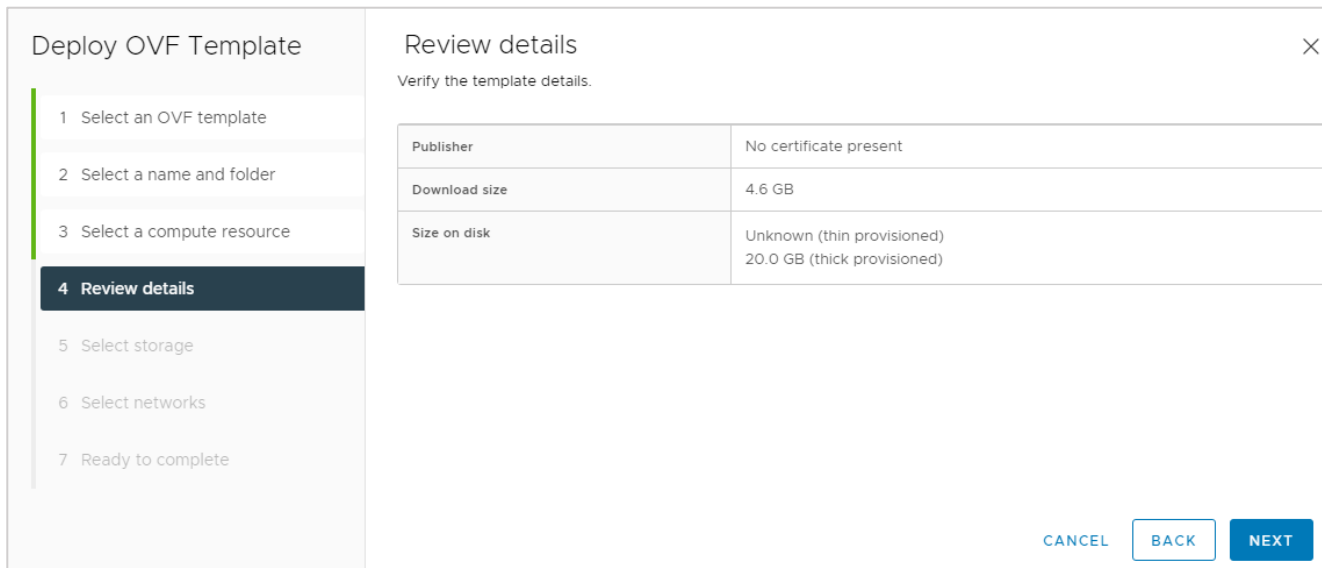 Deploy OVF Template
1 Select an OVF template
2 Select a name and folder
3 Select a compute resource
4 Review details
5 Select storage
6 Select networks
7 Ready to complete
Review details
Verify the template details.
Publisher No certificate present
Download size 4.6 GB
Size on disk Unknown (thin provisioned)
20.0 GB (thick provisioned)
CANCEL BACK NEXT